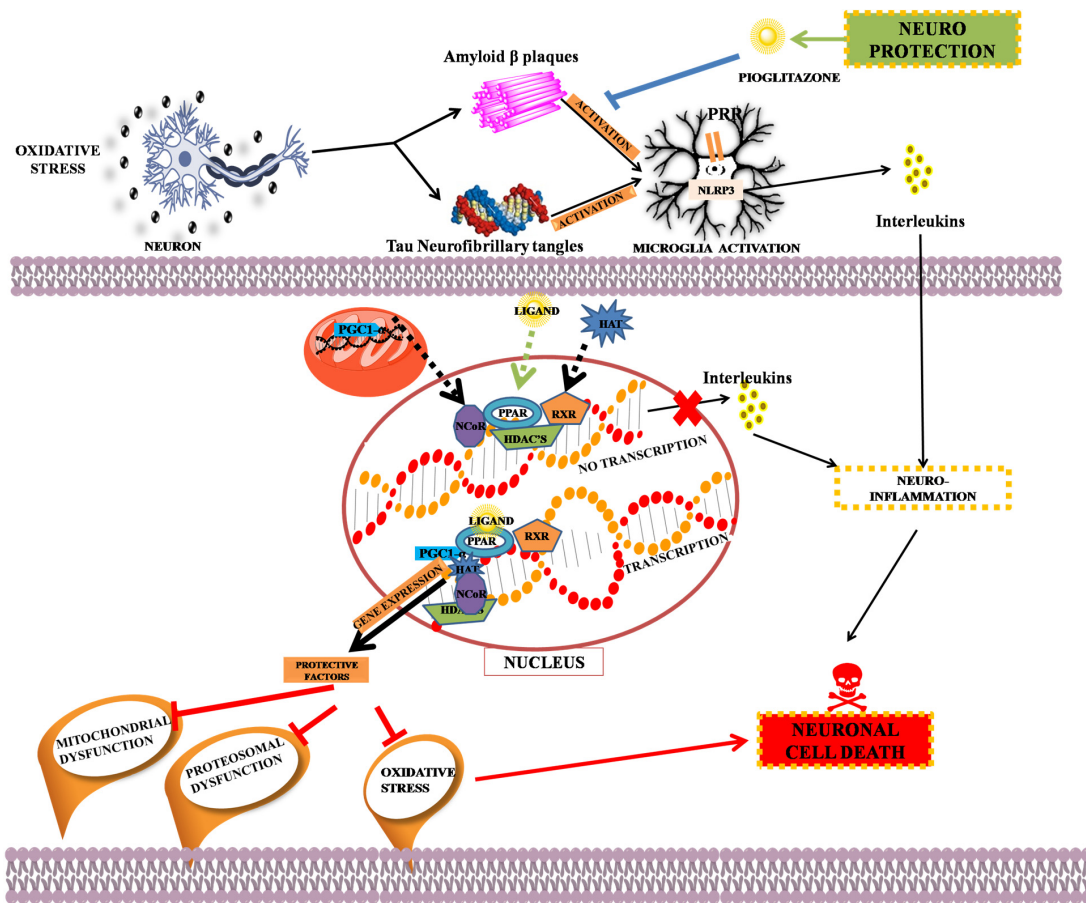 NEURO
PROTECTION
PIOGLITAZONE
Amyloid β plaques
ACTIVATION
PRR
OXIDATIVE
STRESS
NLRP3
ACTIVATION
Interleukins
NEURON
Tau Neurofibrillary tangles
MICROGLIA ACTIVATION
LIGAND
PGC1-α
HAT
Interleukins
PPAR
RXR
NCoR
HDAC'S
NO TRANSCRIPTION
NEURO-
INFLAMMATION
LIGAND
PPAR
RXR
PGC1-α
HAT
TRANSCRIPTION
NCoR
GENE EXPRESSION
NUCLEUS
PROTECTIVE
FACTORS
MITOCHONDRIAL
DYSFUNCTION
PROTEOSOMAL
DYSFUNCTION
OXIDATIVE
STRESS
NEURONAL
CELL DEATH